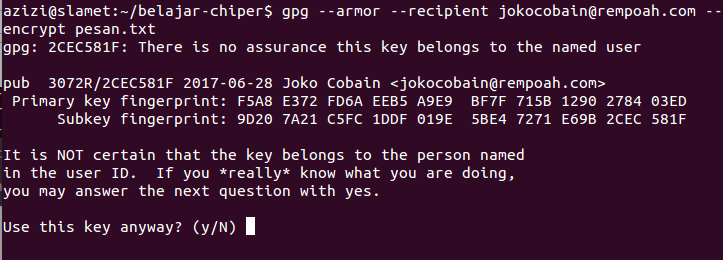 azizi@slamet:~/belajar-chiper$ gpg --armor --recipient jokocobain@rempoah.com --
encrypt pesan.txt
gpg: 2CEC581F: There is no assurance this key belongs to the named user
pub  3072R/2CEC581F 2017-06-28 Joko Cobain <jokocobain@rempoah.com>
 Primary key fingerprint: F5A8 E372 FD6A EEB5 A9E9  BF7F 715B 1290 2784 03ED
      Subkey fingerprint: 9D20 7A21 C5FC 1DDF 019E  5BE4 7271 E69B 2CEC 581F
It is NOT certain that the key belongs to the person named
in the user ID.  If you *really* know what you are doing,
you may answer the next question with yes.
Use this key anyway? (y/N)